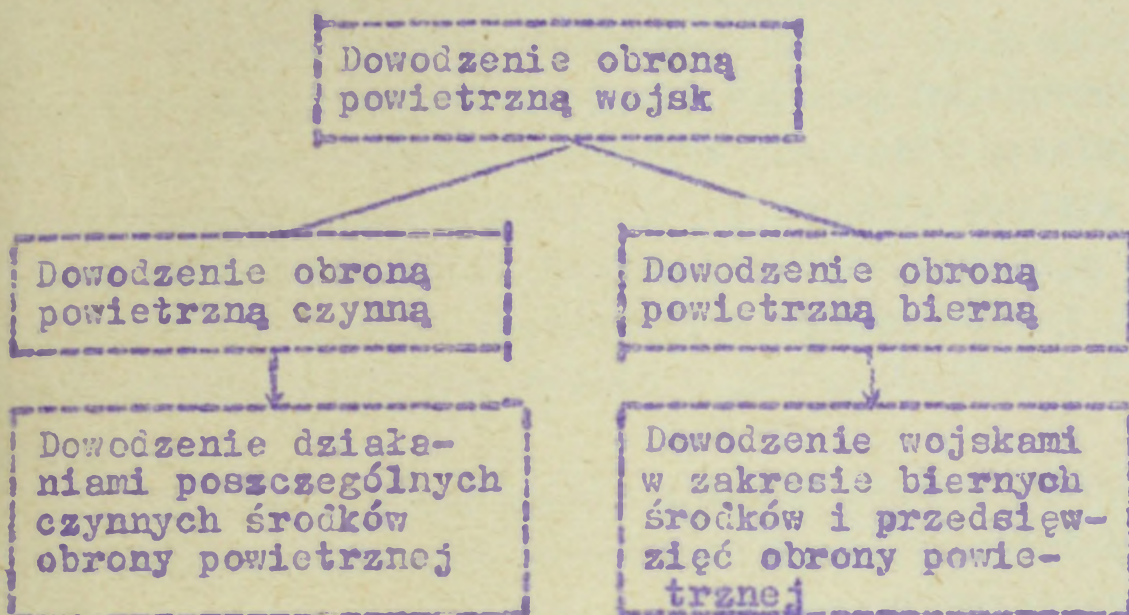 Dowodzenie obroną
powietrzną wojsk
Dowodzenie obroną
powietrzną czynną
Dowodzenie obroną
powietrzną bierną
Dowodzenie działa-
niami poszczególnych
czynnych środków
obrony powietrznej
Dowodzenie wojskami
w zakresie biernych
środków i przedsięw-
zięć obrony powie-
trznej